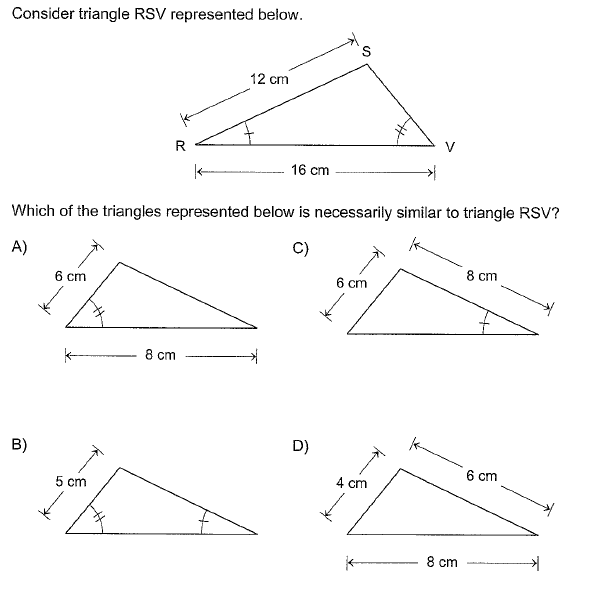 Consider triangle RSV represented below.
S
12 cm
R
V
16 cm
Which of the triangles represented below is necessarily similar to triangle RSV?
A)
6 cm
8 cm
C)
6 cm
8 cm
B)
5 cm
D)
4 cm
6 cm
8 cm